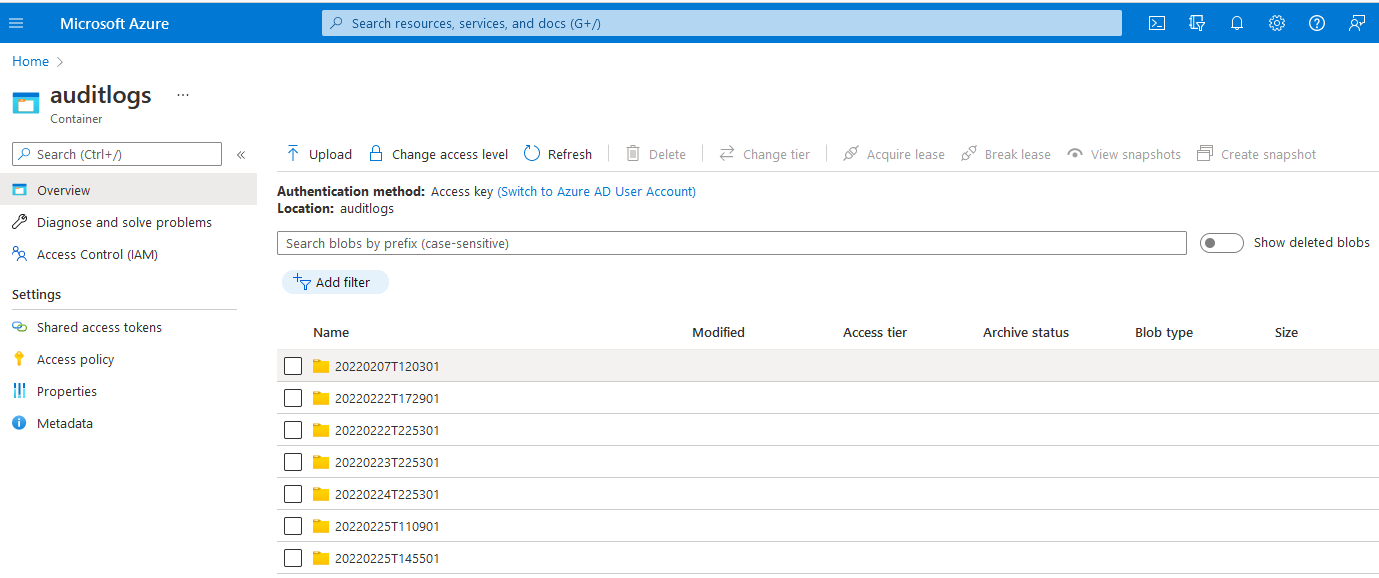 Microsoft Azure
Search resources, services, and docs (G+/)
Home
auditlogs ...
Container
Search (Ctrl+/)
Overview
Diagnose and solve problems
Access Control (IAM)
Settings
Shared access tokens
Access policy
Properties
Metadata
Upload Change access level Refresh Delete Change tier Acquire lease Break lease View snapshots Create snapshot
Authentication method: Access key (Switch to Azure AD User Account)
Location: auditlogs
Search blobs by prefix (case-sensitive) Show deleted blobs
Add filter
Name Modified Access tier Archive status Blob type Size
20220207T120301
20220222T172901
20220222T225301
20220223T225301
20220224T225301
20220225T110901
20220225T145501